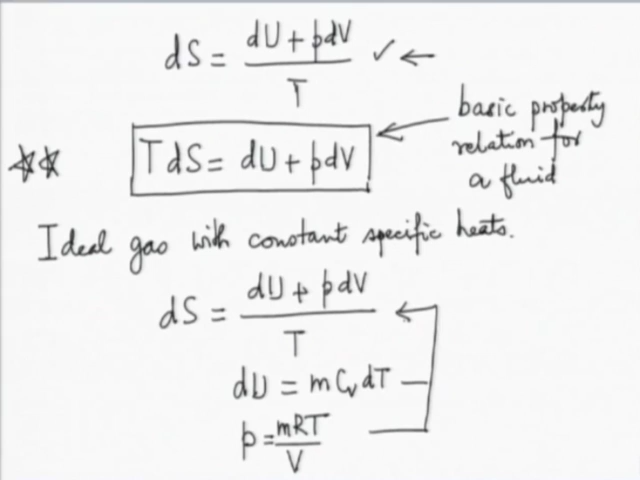 dS = dU + pdV / T ✓ ←
basic property
relation for
a fluid
** TdS = dU + pdV
Ideal gas with constant specific heats.
dS = dU + pdV / T
dU = m Cv dT
p = mRT / V